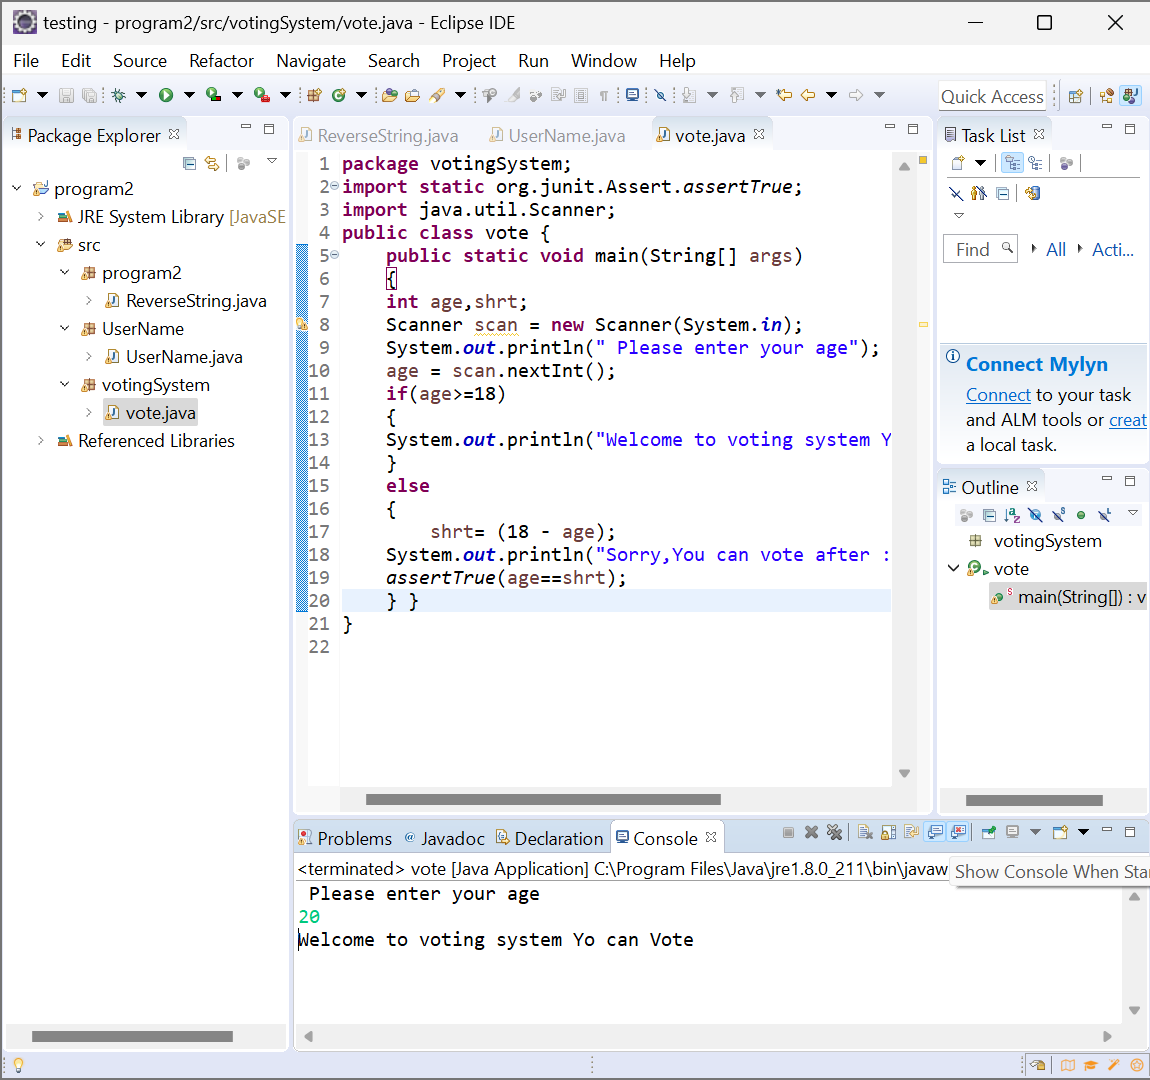 testing - program2/src/votingSystem/vote.java - Eclipse IDE
File Edit Source Refactor Navigate Search Project Run Window Help
Quick Access
Package Explorer
program2
JRE System Library [JavaSE
src
program2
ReverseString.java
UserName
UserName.java
votingSystem
vote.java
Referenced Libraries
ReverseString.java UserName.java vote.java
1 package votingSystem;
2 import static org.junit.Assert.assertTrue;
3 import java.util.Scanner;
4 public class vote {
5 public static void main(String[] args)
6 {
7 int age,shrt;
8 Scanner scan = new Scanner(System.in);
9 System.out.println(" Please enter your age");
10 age = scan.nextInt();
11 if(age>=18)
12 {
13 System.out.println("Welcome to voting system Y
14 }
15 else
16 {
17 shrt= (18 - age);
18 System.out.println("Sorry,You can vote after :
19 assertTrue(age==shrt);
20 } }
21 }
22
Task List
Find All Acti...
Connect Mylyn
Connect to your task
and ALM tools or creat
a local task.
Outline
votingSystem
vote
main(String[]) : v
Problems @ Javadoc Declaration Console
<terminated> vote [Java Application] C:\Program Files\Java\jre1.8.0_211\bin\javaw
Show Console When Sta
Please enter your age
20
Welcome to voting system Yo can Vote